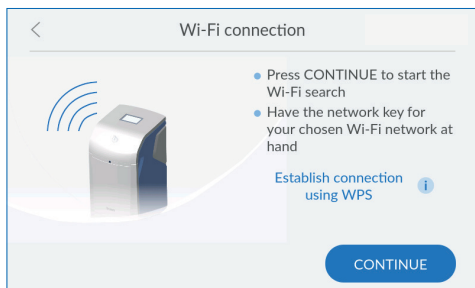 Wi-Fi connection
Press CONTINUE to start the
Wi-Fi search
Have the network key for
your chosen Wi-Fi network at
hand
Establish connection
using WPS
i
CONTINUE